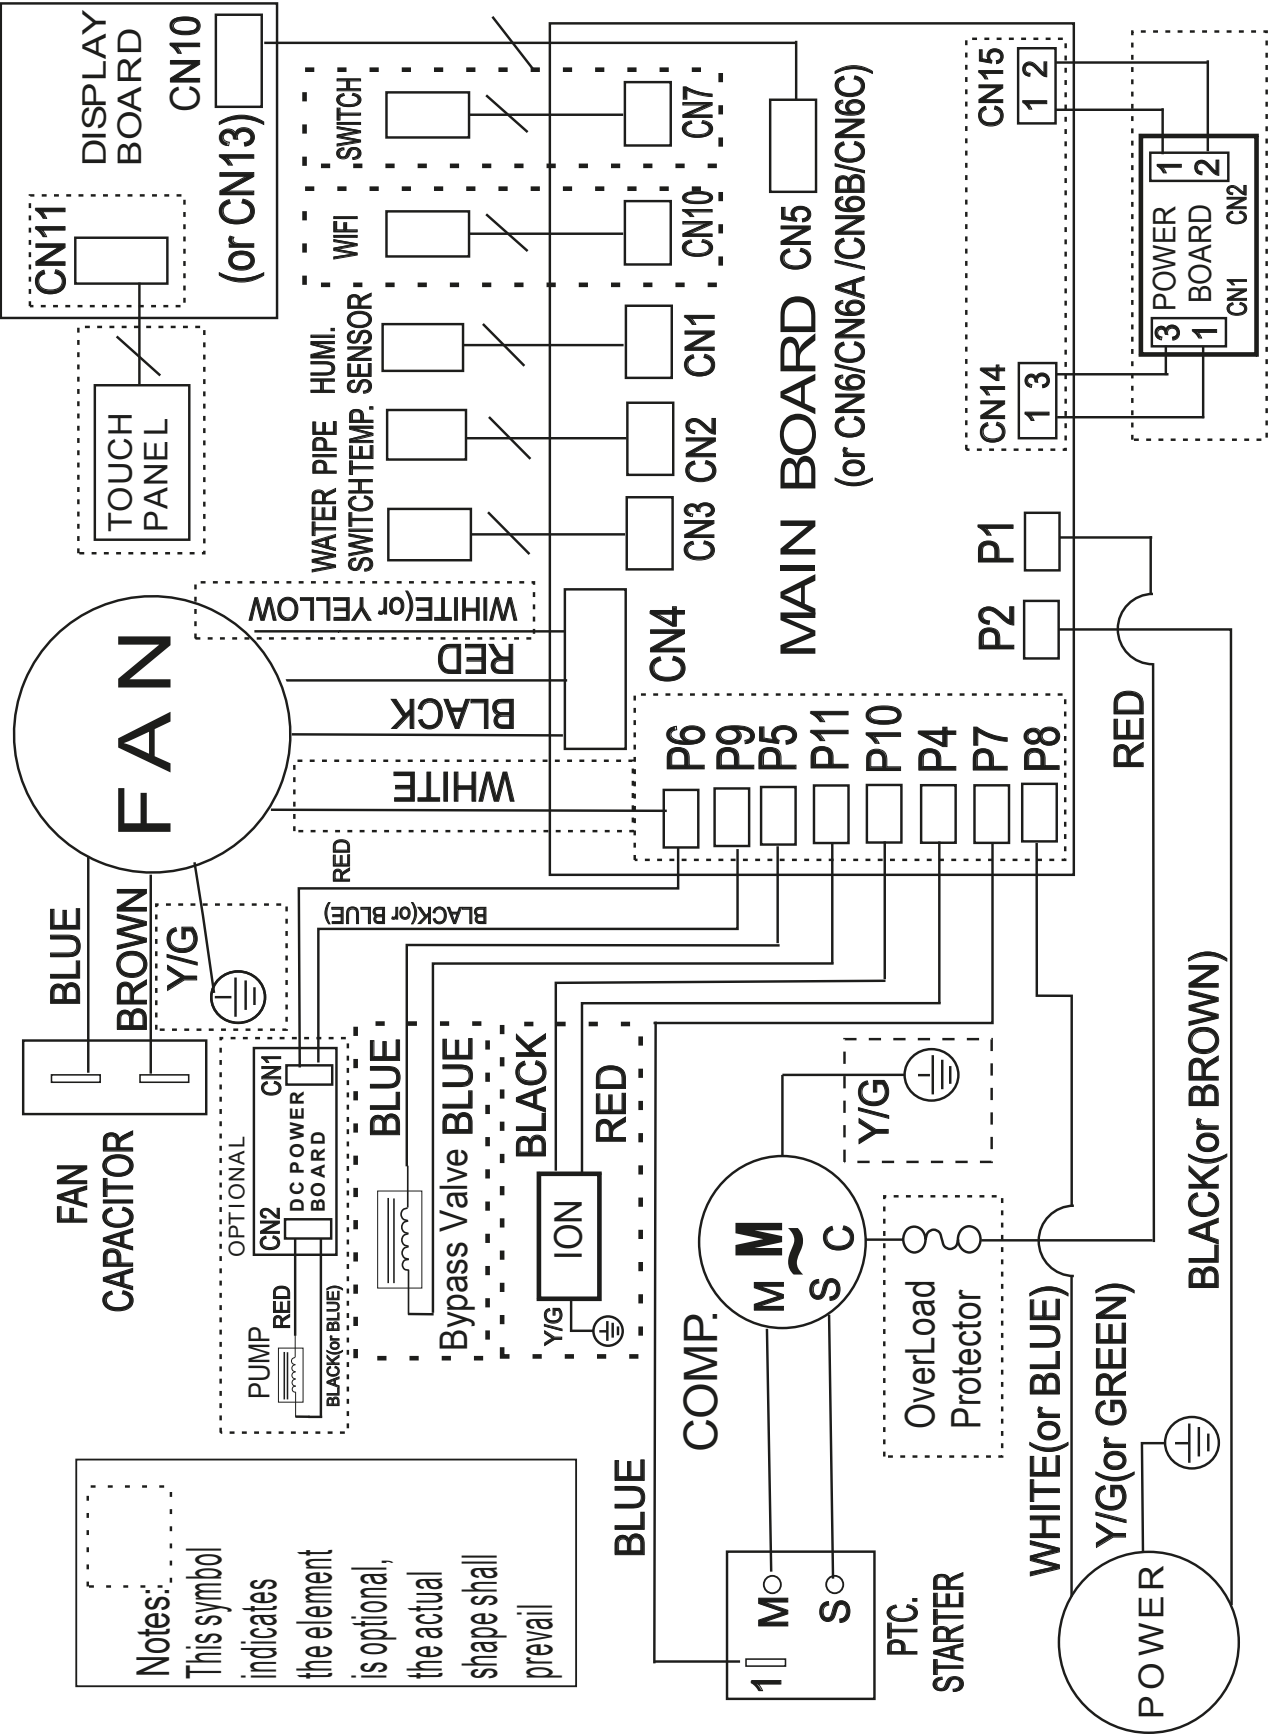 DISPLAY
BOARD
CN10
(or CN13)
CN11
TOUCH
PANEL
SWITCH
CN7
WIFI
CN10
HUMI.
SENSOR
CN1
PIPE
TEMP.
CN2
WATER
SWITCH
CN3
MAIN BOARD
CN5
(or CN6/CN6A/CN6B/CN6C)
CN15
1 2
CN14
1 3
POWER
BOARD
1 2
CN2
3 1
CN1
P1
P2
FAN
WHITE(or YELLOW
RED
BLACK
WHITE
CN4
P6
P9
P5
P11
P10
P4
P7
P8
RED
BLACK(or BLUE)
BLUE
BROWN
Y/G
FAN
CAPACITOR
OPTIONAL
CN1
DC POWER
BOARD
CN2
PUMP
RED
BLACK(or BLUE)
BLUE
BLUE
Bypass Valve
BLACK
RED
ION
Y/G
Y/G
COMP.
M
M
~
S
C
OverLoad
Protector
RED
BLACK(or BROWN)
WHITE(or BLUE)
Y/G(or GREEN)
BLUE
1
M
S
PTC.
STARTER
POWER
Notes:
This symbol
indicates
the element
is optional,
the actual
shape shall
prevail